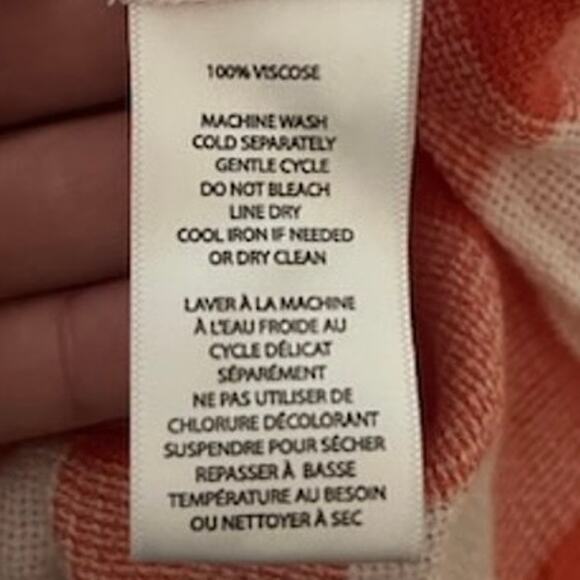 100% VISCOSE
MACHINE WASH
COLD SEPARATELY
GENTLE CYCLE
DO NOT BLEACH
LINE DRY
COOL IRON IF NEEDED
OR DRY CLEAN
LAVER À LA MACHINE
À L'EAU FROIDE AU
CYCLE DÉLICAT
SÉPARÉMENT
NE PAS UTILISER DE
CHLORURE DÉCOLORANT
SUSPENDRE POUR SÉCHER
REPASSER À BASSE
TEMPÉRATURE AU BESOIN
OU NETTOYER À SEC